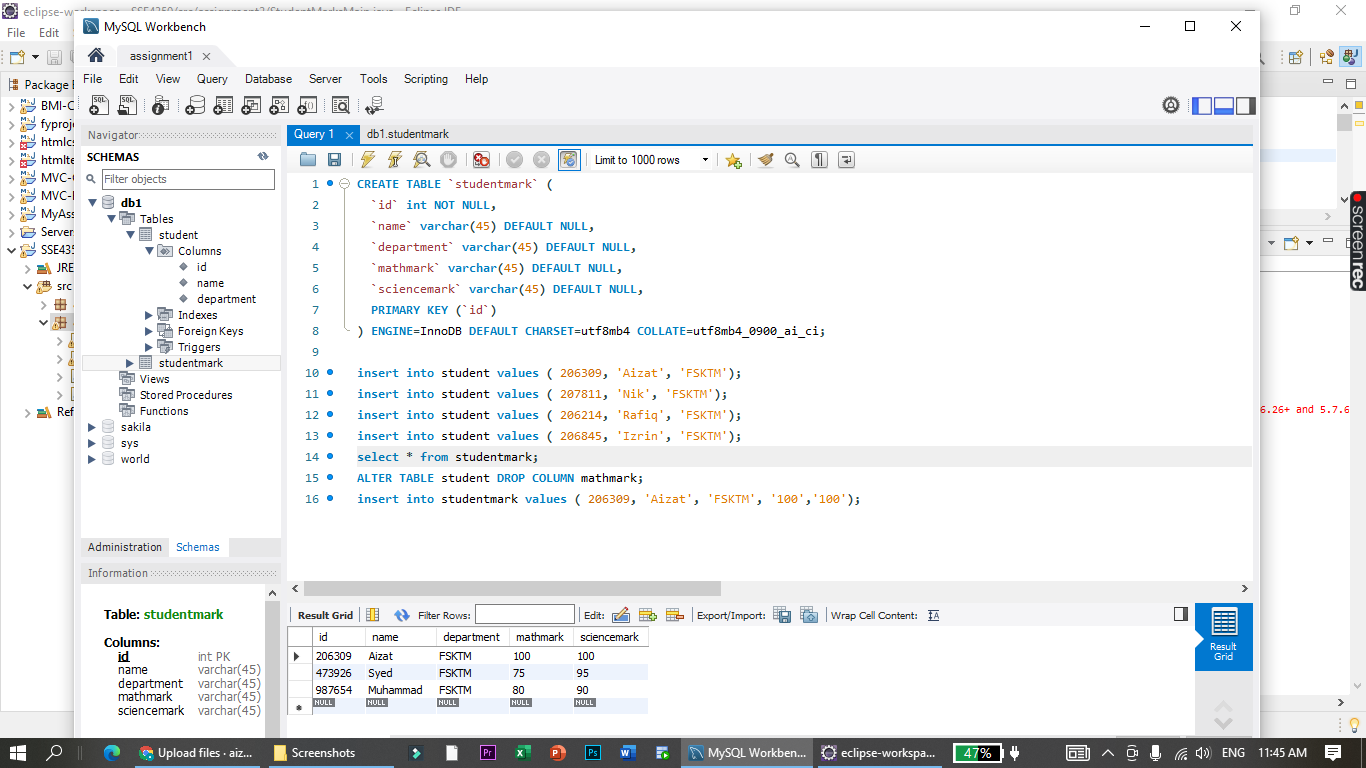 eclipse-workspace - SSE4350/src/assignment2/StudentMarksMain.java - Eclipse IDE
File Edit
MySQL Workbench
assignment1
File Edit View Query Database Server Tools Scripting Help
Package
BMI-C
fyproj
htmlcs
htmlte
MVC-
MVC-
MyAs
Server
SSE435
JRE
src
Ref
Navigator
SCHEMAS
Filter objects
db1
Tables
student
Columns
id
name
department
Indexes
Foreign Keys
Triggers
studentmark
Views
Stored Procedures
Functions
sakila
sys
world
Administration Schemas
Information
Table: studentmark
Columns:
id int PK
name varchar(45)
department varchar(45)
mathmark varchar(45)
sciencemark varchar(45)
Query 1 db1.studentmark
Limit to 1000 rows
1 CREATE TABLE `studentmark` (
2 `id` int NOT NULL,
3 `name` varchar(45) DEFAULT NULL,
4 `department` varchar(45) DEFAULT NULL,
5 `mathmark` varchar(45) DEFAULT NULL,
6 `sciencemark` varchar(45) DEFAULT NULL,
7 PRIMARY KEY (`id`)
8 ) ENGINE=InnoDB DEFAULT CHARSET=utf8mb4 COLLATE=utf8mb4_0900_ai_ci;
9
10 insert into student values ( 206309, 'Aizat', 'FSKTM');
11 insert into student values ( 207811, 'Nik', 'FSKTM');
12 insert into student values ( 206214, 'Rafiq', 'FSKTM');
13 insert into student values ( 206845, 'Izrin', 'FSKTM');
14 select * from studentmark;
15 ALTER TABLE student DROP COLUMN mathmark;
16 insert into studentmark values ( 206309, 'Aizat', 'FSKTM', '100','100');
Result Grid Filter Rows: Edit: Export/Import: Wrap Cell Content:
id name department mathmark sciencemark
206309 Aizat FSKTM 100 100
473926 Syed FSKTM 75 95
987654 Muhammad FSKTM 80 90
NULL NULL NULL NULL NULL
Result
Grid
screenrec
6.26+ and 5.7.6
Upload files · aiz... Screenshots Pr MySQL Workben... eclipse-workspa... 47% ENG 11:45 AM